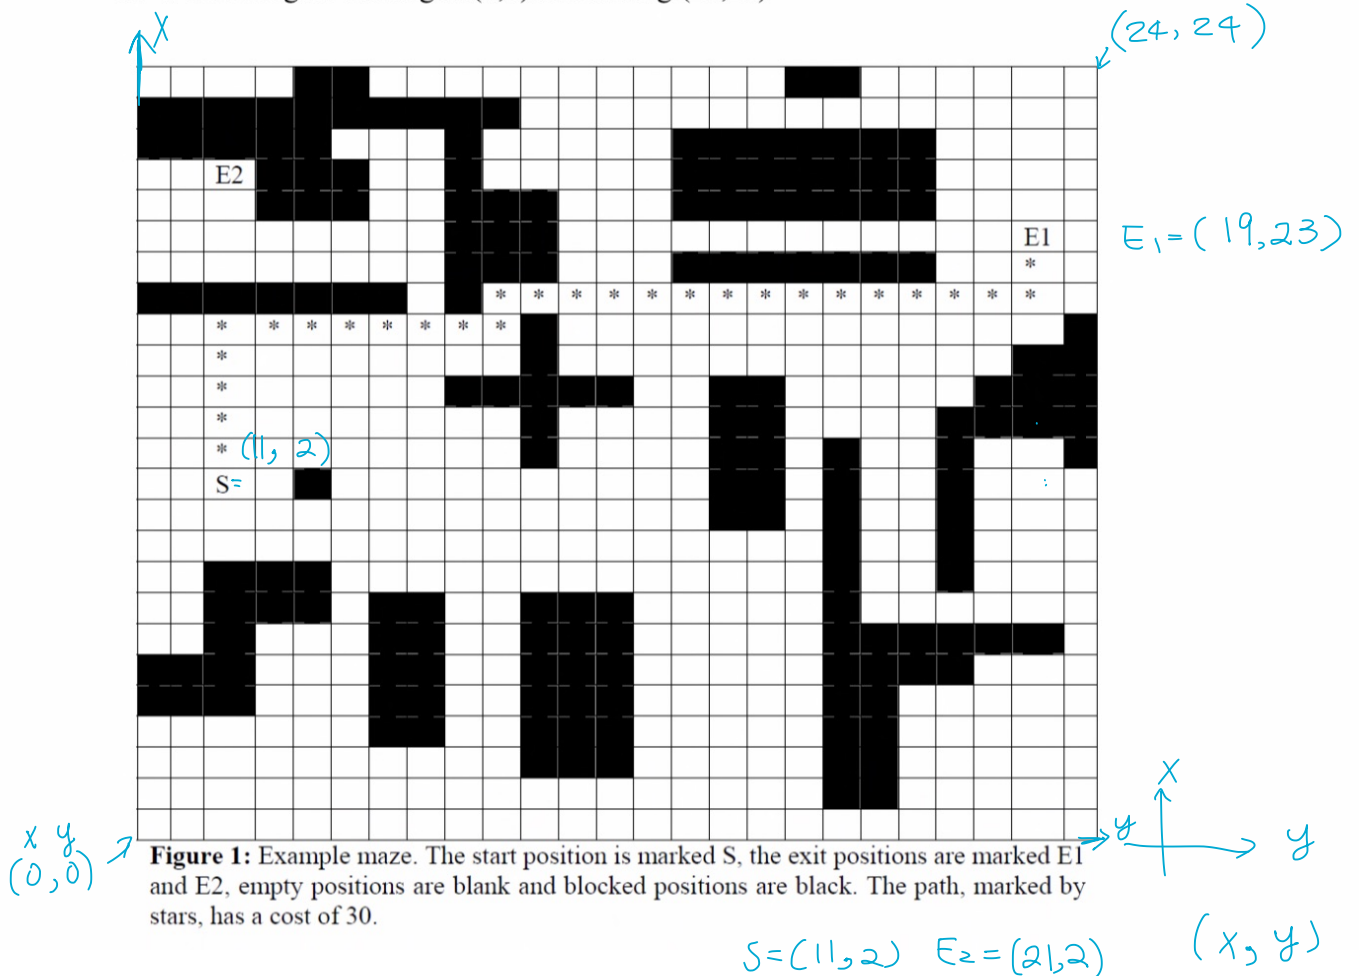 X
(24, 24)
E2
E1
E₁ = (19,23)
*
* * * * * * * * * * * * * * *
* * * * * * * *
*
*
*
* (11, 2)
S=
X
x y
(0,0)
y
y
Figure 1: Example maze. The start position is marked S, the exit positions are marked E1
and E2, empty positions are blank and blocked positions are black. The path, marked by
stars, has a cost of 30.
S=(11,2) E₂=(21,2)
(x, y)